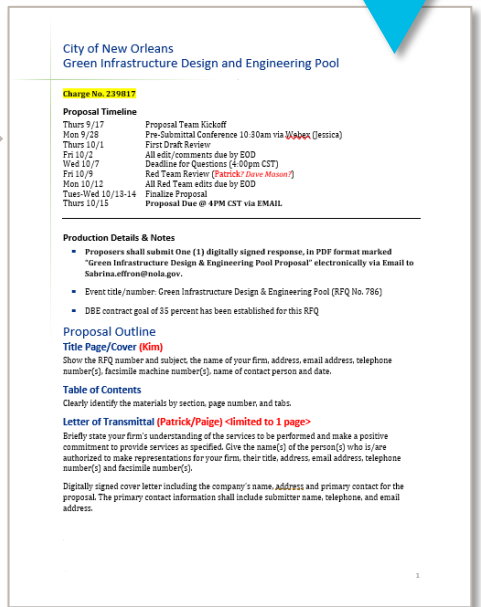 City of New Orleans
Green Infrastructure Design and Engineering Pool
Charge No. 239817
Proposal Timeline
Thurs 9/17 Proposal Team Kickoff
Mon 9/28 Pre-Submittal Conference 10:30am via Webex (Jessica)
Thurs 10/1 First Draft Review
Fri 10/2 All edit/comments due by EOD
Wed 10/7 Deadline for Questions (4:00pm CST)
Fri 10/9 Red Team Review (Patrick? Dave Mason?)
Mon 10/12 All Red Team edits due by EOD
Tues-Wed 10/13-14 Finalize Proposal
Thurs 10/15 Proposal Due @ 4PM CST via EMAIL
Production Details & Notes
▪ Proposers shall submit One (1) digitally signed response, in PDF format marked
"Green Infrastructure Design & Engineering Pool Proposal" electronically via Email to
Sabrina.effron@nola.gov.
▪ Event title/number: Green Infrastructure Design & Engineering Pool (RFQ No. 786)
▪ DBE contract goal of 35 percent has been established for this RFQ
Proposal Outline
Title Page/Cover (Kim)
Show the RFQ number and subject, the name of your firm, address, email address, telephone
number(s), facsimile machine number(s), name of contact person and date.
Table of Contents
Clearly identify the materials by section, page number, and tabs.
Letter of Transmittal (Patrick/Paige) <limited to 1 page>
Briefly state your firm's understanding of the services to be performed and make a positive
commitment to provide services as specified. Give the name(s) of the person(s) who is/are
authorized to make representations for your firm, their title, address, email address, telephone
number(s) and facsimile number(s).
Digitally signed cover letter including the company's name, address and primary contact for the
proposal. The primary contact information shall include submitter name, telephone, and email
address.
1